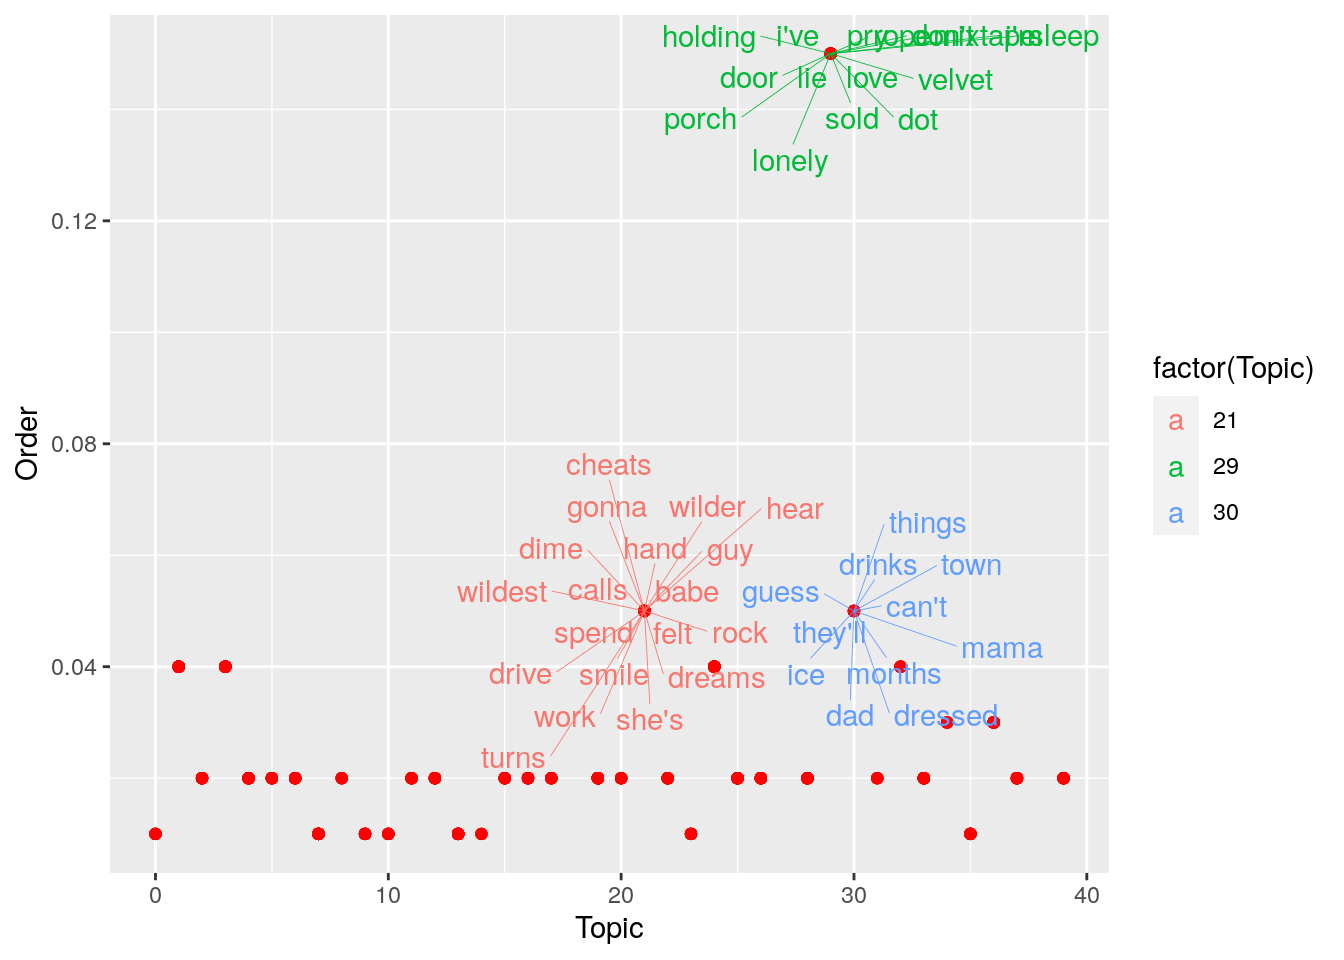 holding i've
door lie love velvet
porch sold dot
lonely
0.12
factor(Topic)
a 21
a 29
a 30
Order
0.08
cheats
gonna wilder hear
things
dime hand guy
drinks town
wildest calls babe guess
can't
spend felt rock they'll
mama
drive smile dreams ice months
0.04
work she's dad dressed
turns
0 10 20 30 40
Topic